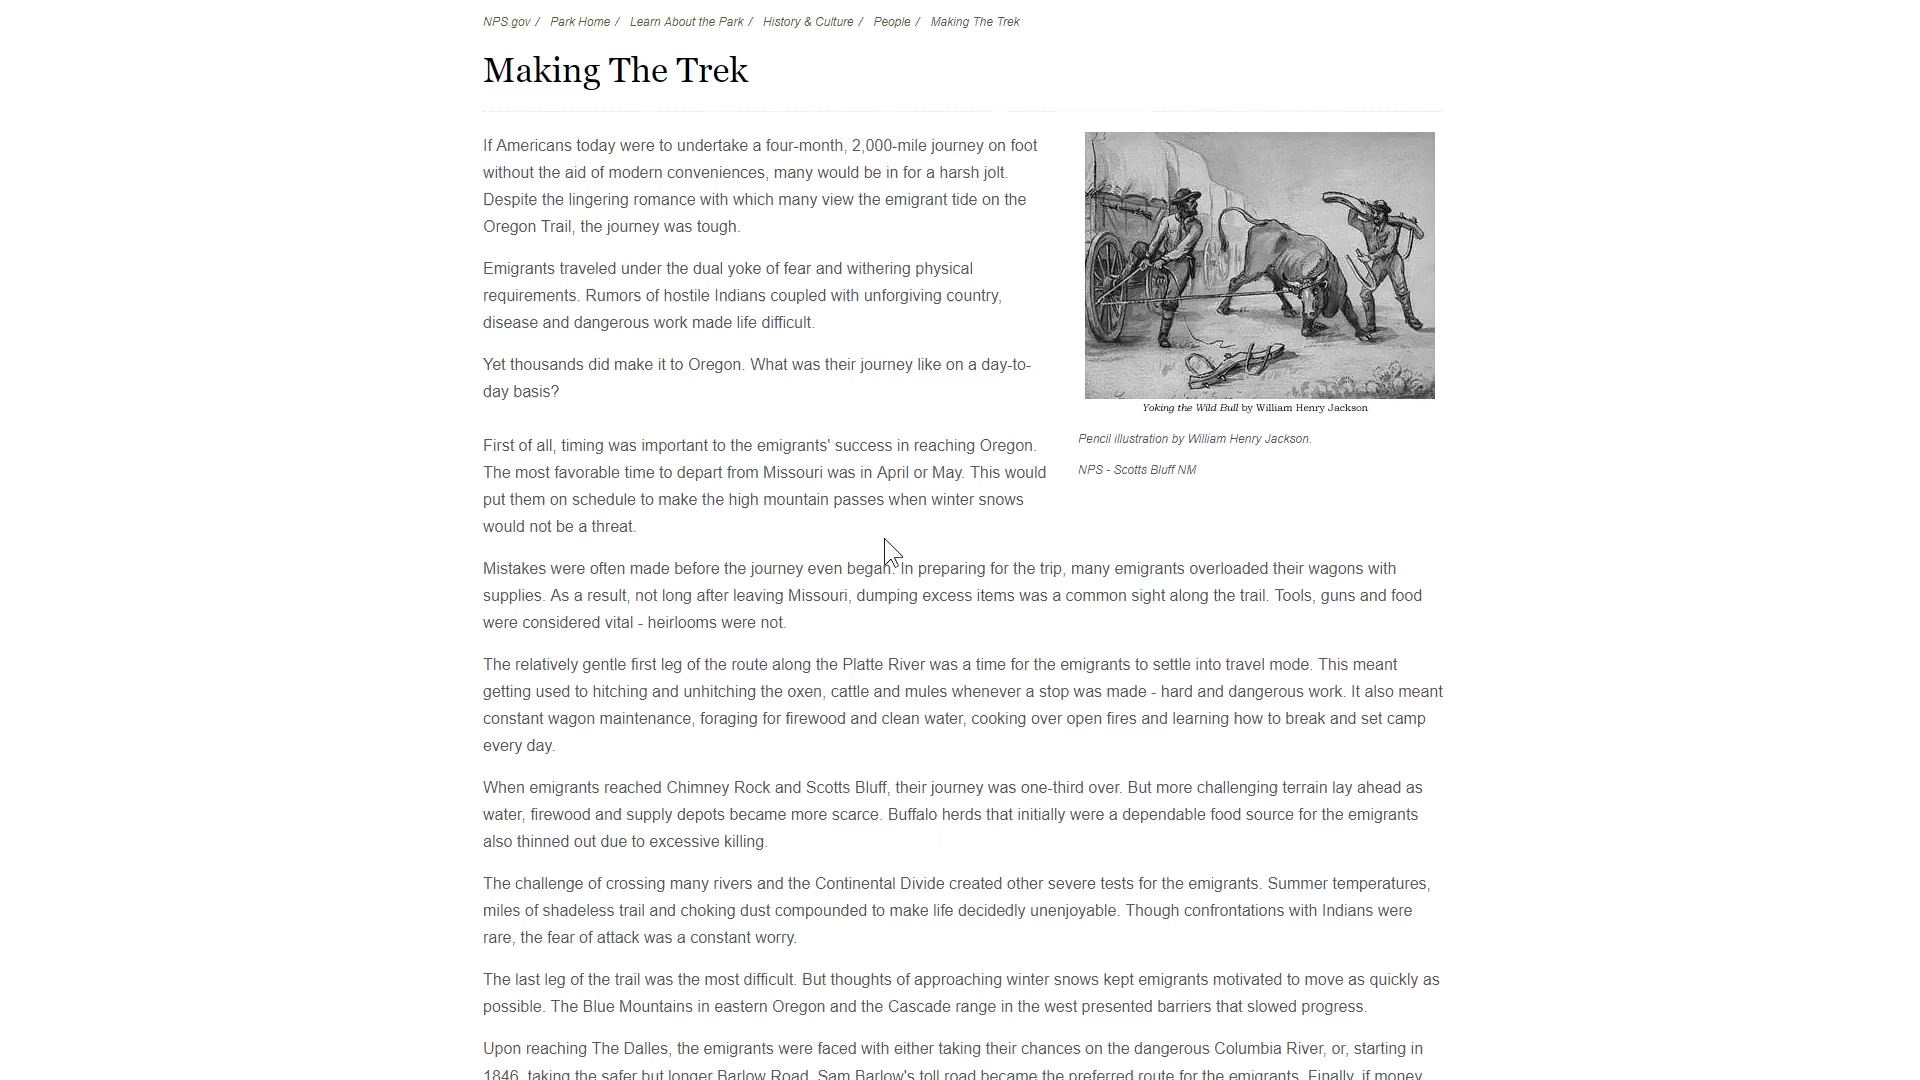 NPS.gov / Park Home / Learn About the Park / History & Culture / People / Making The Trek
Making The Trek
If Americans today were to undertake a four-month, 2,000-mile journey on foot
without the aid of modern conveniences, many would be in for a harsh jolt.
Despite the lingering romance with which many view the emigrant tide on the
Oregon Trail, the journey was tough.
Emigrants traveled under the dual yoke of fear and withering physical
requirements. Rumors of hostile Indians coupled with unforgiving country,
disease and dangerous work made life difficult.
Yet thousands did make it to Oregon. What was their journey like on a day-to-
day basis?
Yoking the Wild Bull by William Henry Jackson
Pencil illustration by William Henry Jackson.
NPS - Scotts Bluff NM
First of all, timing was important to the emigrants' success in reaching Oregon.
The most favorable time to depart from Missouri was in April or May. This would
put them on schedule to make the high mountain passes when winter snows
would not be a threat.
Mistakes were often made before the journey even began. In preparing for the trip, many emigrants overloaded their wagons with
supplies. As a result, not long after leaving Missouri, dumping excess items was a common sight along the trail. Tools, guns and food
were considered vital - heirlooms were not.
The relatively gentle first leg of the route along the Platte River was a time for the emigrants to settle into travel mode. This meant
getting used to hitching and unhitching the oxen, cattle and mules whenever a stop was made - hard and dangerous work. It also meant
constant wagon maintenance, foraging for firewood and clean water, cooking over open fires and learning how to break and set camp
every day.
When emigrants reached Chimney Rock and Scotts Bluff, their journey was one-third over. But more challenging terrain lay ahead as
water, firewood and supply depots became more scarce. Buffalo herds that initially were a dependable food source for the emigrants
also thinned out due to excessive killing.
The challenge of crossing many rivers and the Continental Divide created other severe tests for the emigrants. Summer temperatures,
miles of shadeless trail and choking dust compounded to make life decidedly unenjoyable. Though confrontations with Indians were
rare, the fear of attack was a constant worry.
The last leg of the trail was the most difficult. But thoughts of approaching winter snows kept emigrants motivated to move as quickly as
possible. The Blue Mountains in eastern Oregon and the Cascade range in the west presented barriers that slowed progress.
Upon reaching The Dalles, the emigrants were faced with either taking their chances on the dangerous Columbia River, or, starting in
1846, taking the safer but longer Barlow Road. Sam Barlow's toll road became the preferred route for the emigrants. Finally, if money